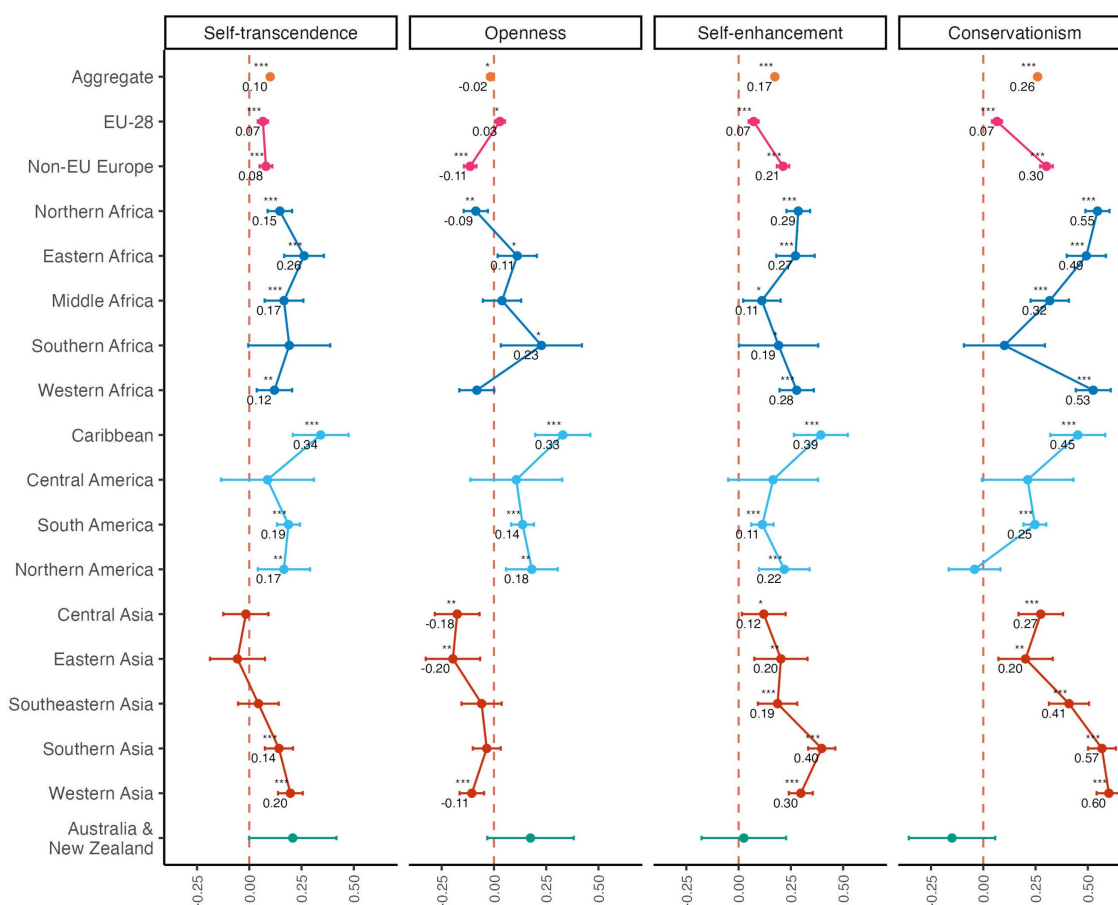 Self-transcendence Openness Self-enhancement Conservationism
*** * *** ***
Aggregate 0.10 -0.02 0.17 0.26
*** * *** ***
EU-28 0.07 0.03 0.07 0.07
*** *** *** ***
Non-EU Europe 0.08 -0.11 0.21 0.30
*** ** *** ***
Northern Africa 0.15 -0.09 0.29 0.55
*** * *** ***
Eastern Africa 0.26 0.11 0.27 0.49
*** * ***
Middle Africa 0.17 0.11 0.32
* *
Southern Africa 0.23 0.19
** *** ***
Western Africa 0.12 0.28 0.53
*** *** *** ***
Caribbean 0.34 0.33 0.39 0.45
Central America
*** *** *** ***
South America 0.19 0.14 0.11 0.25
** ** ***
Northern America 0.17 0.18 0.22
** * ***
Central Asia -0.18 0.12 0.27
** ** **
Eastern Asia -0.20 0.20 0.20
*** ***
Southeastern Asia 0.19 0.41
*** *** ***
Southern Asia 0.14 0.40 0.57
*** *** *** ***
Western Asia 0.20 -0.11 0.30 0.60
Australia &
New Zealand
-0.25 0.00 0.25 0.50 -0.25 0.00 0.25 0.50 -0.25 0.00 0.25 0.50 -0.25 0.00 0.25 0.50